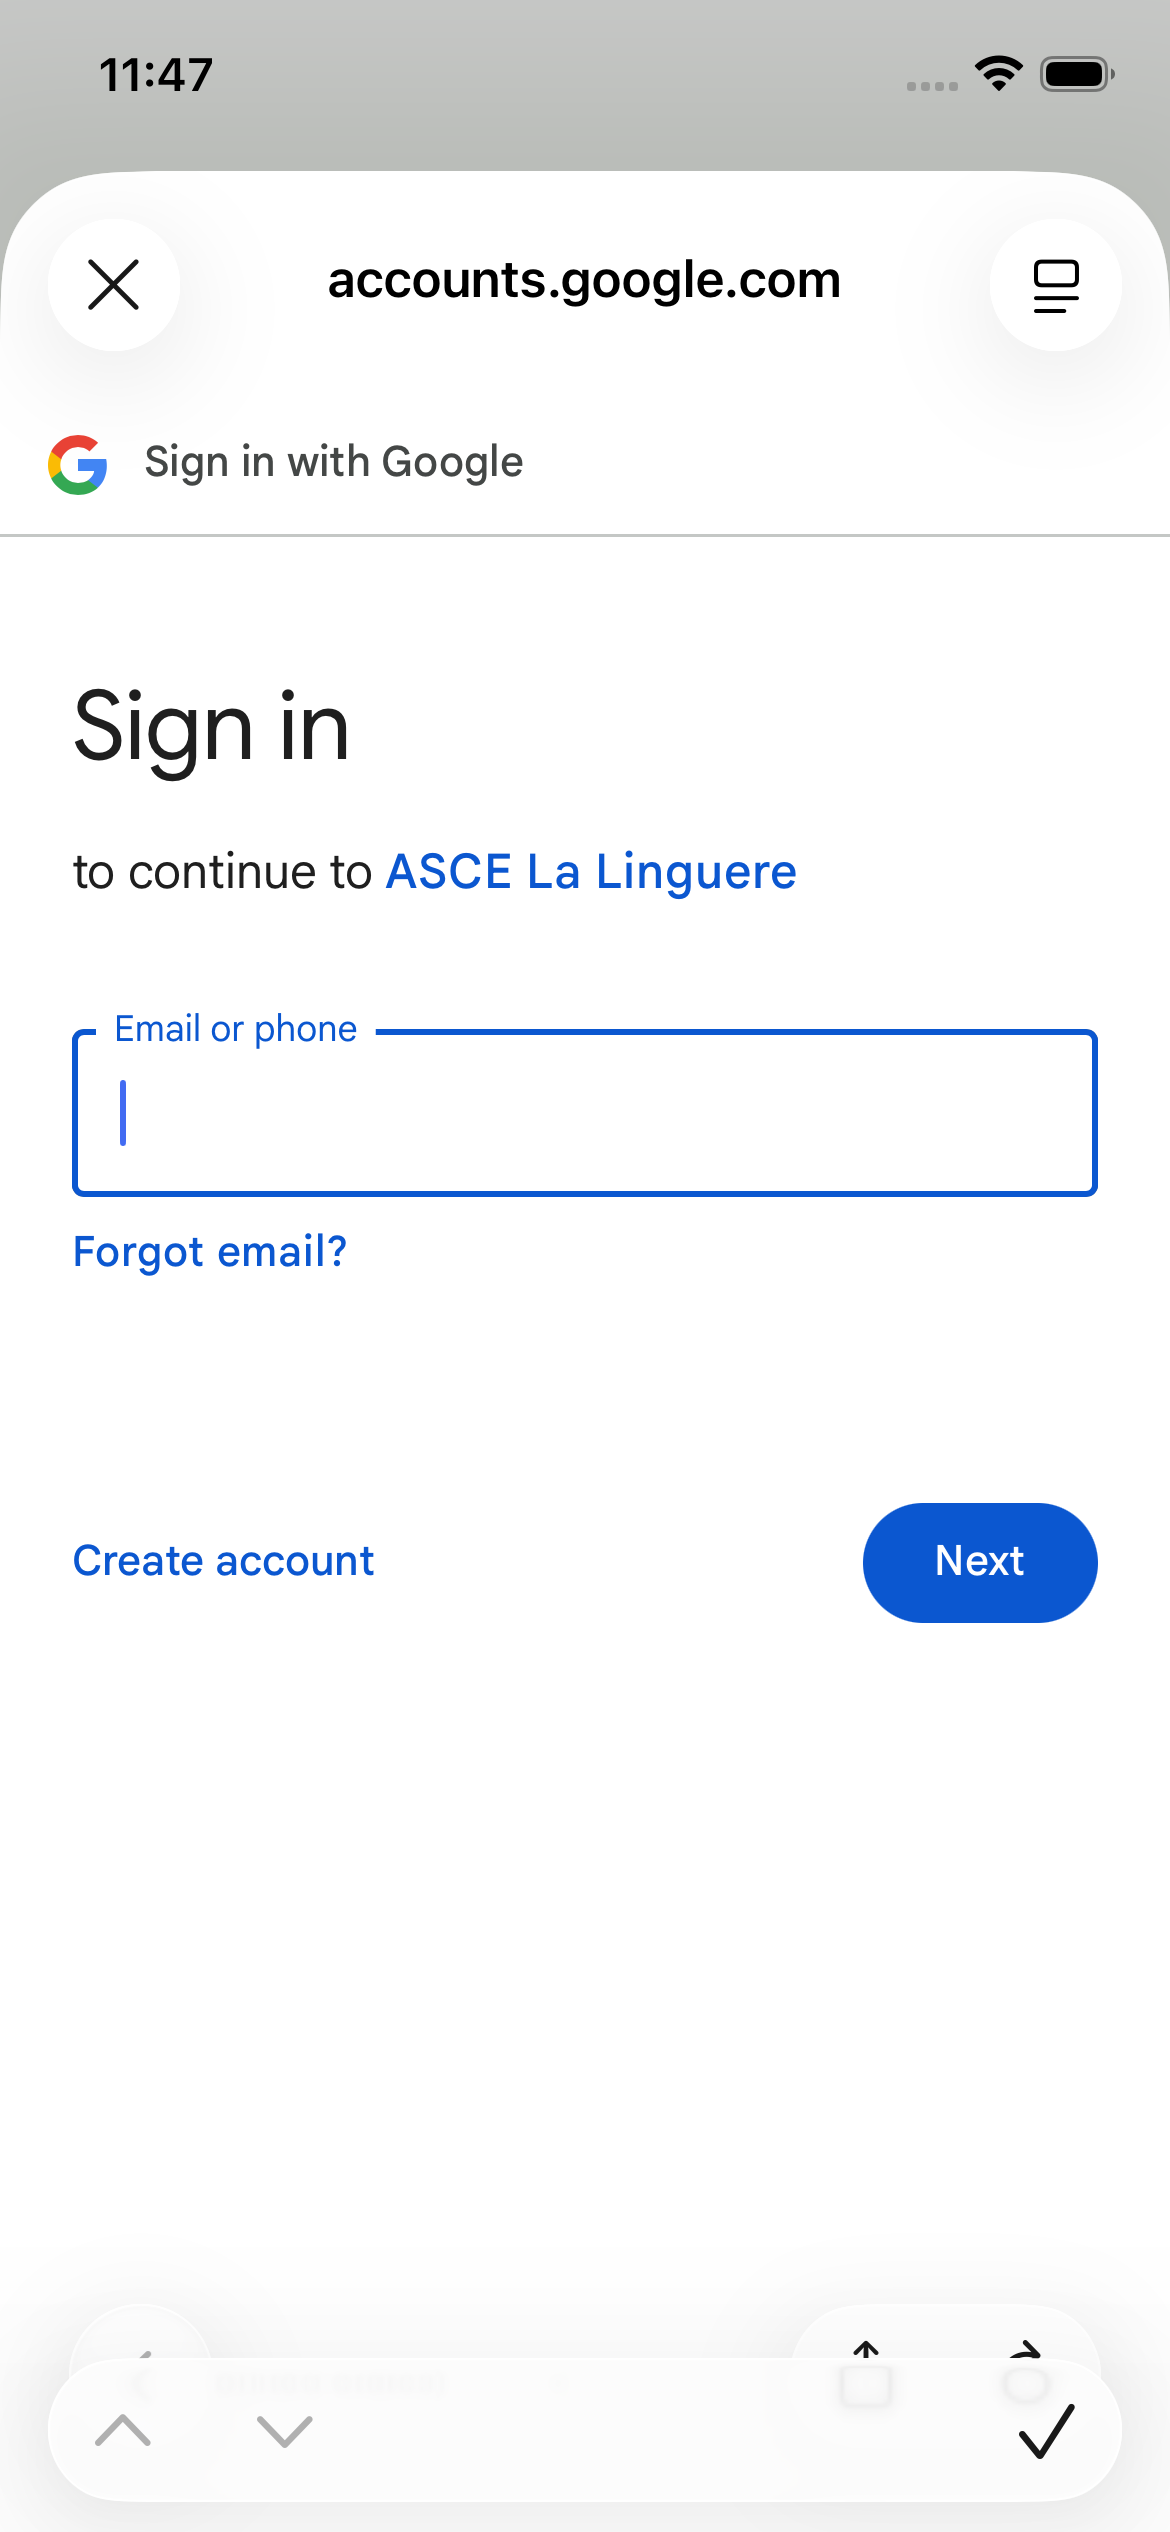 11:47
accounts.google.com
Sign in with Google
Sign in
to continue to ASCE La Linguere
Email or phone
Forgot email?
Create account
Next